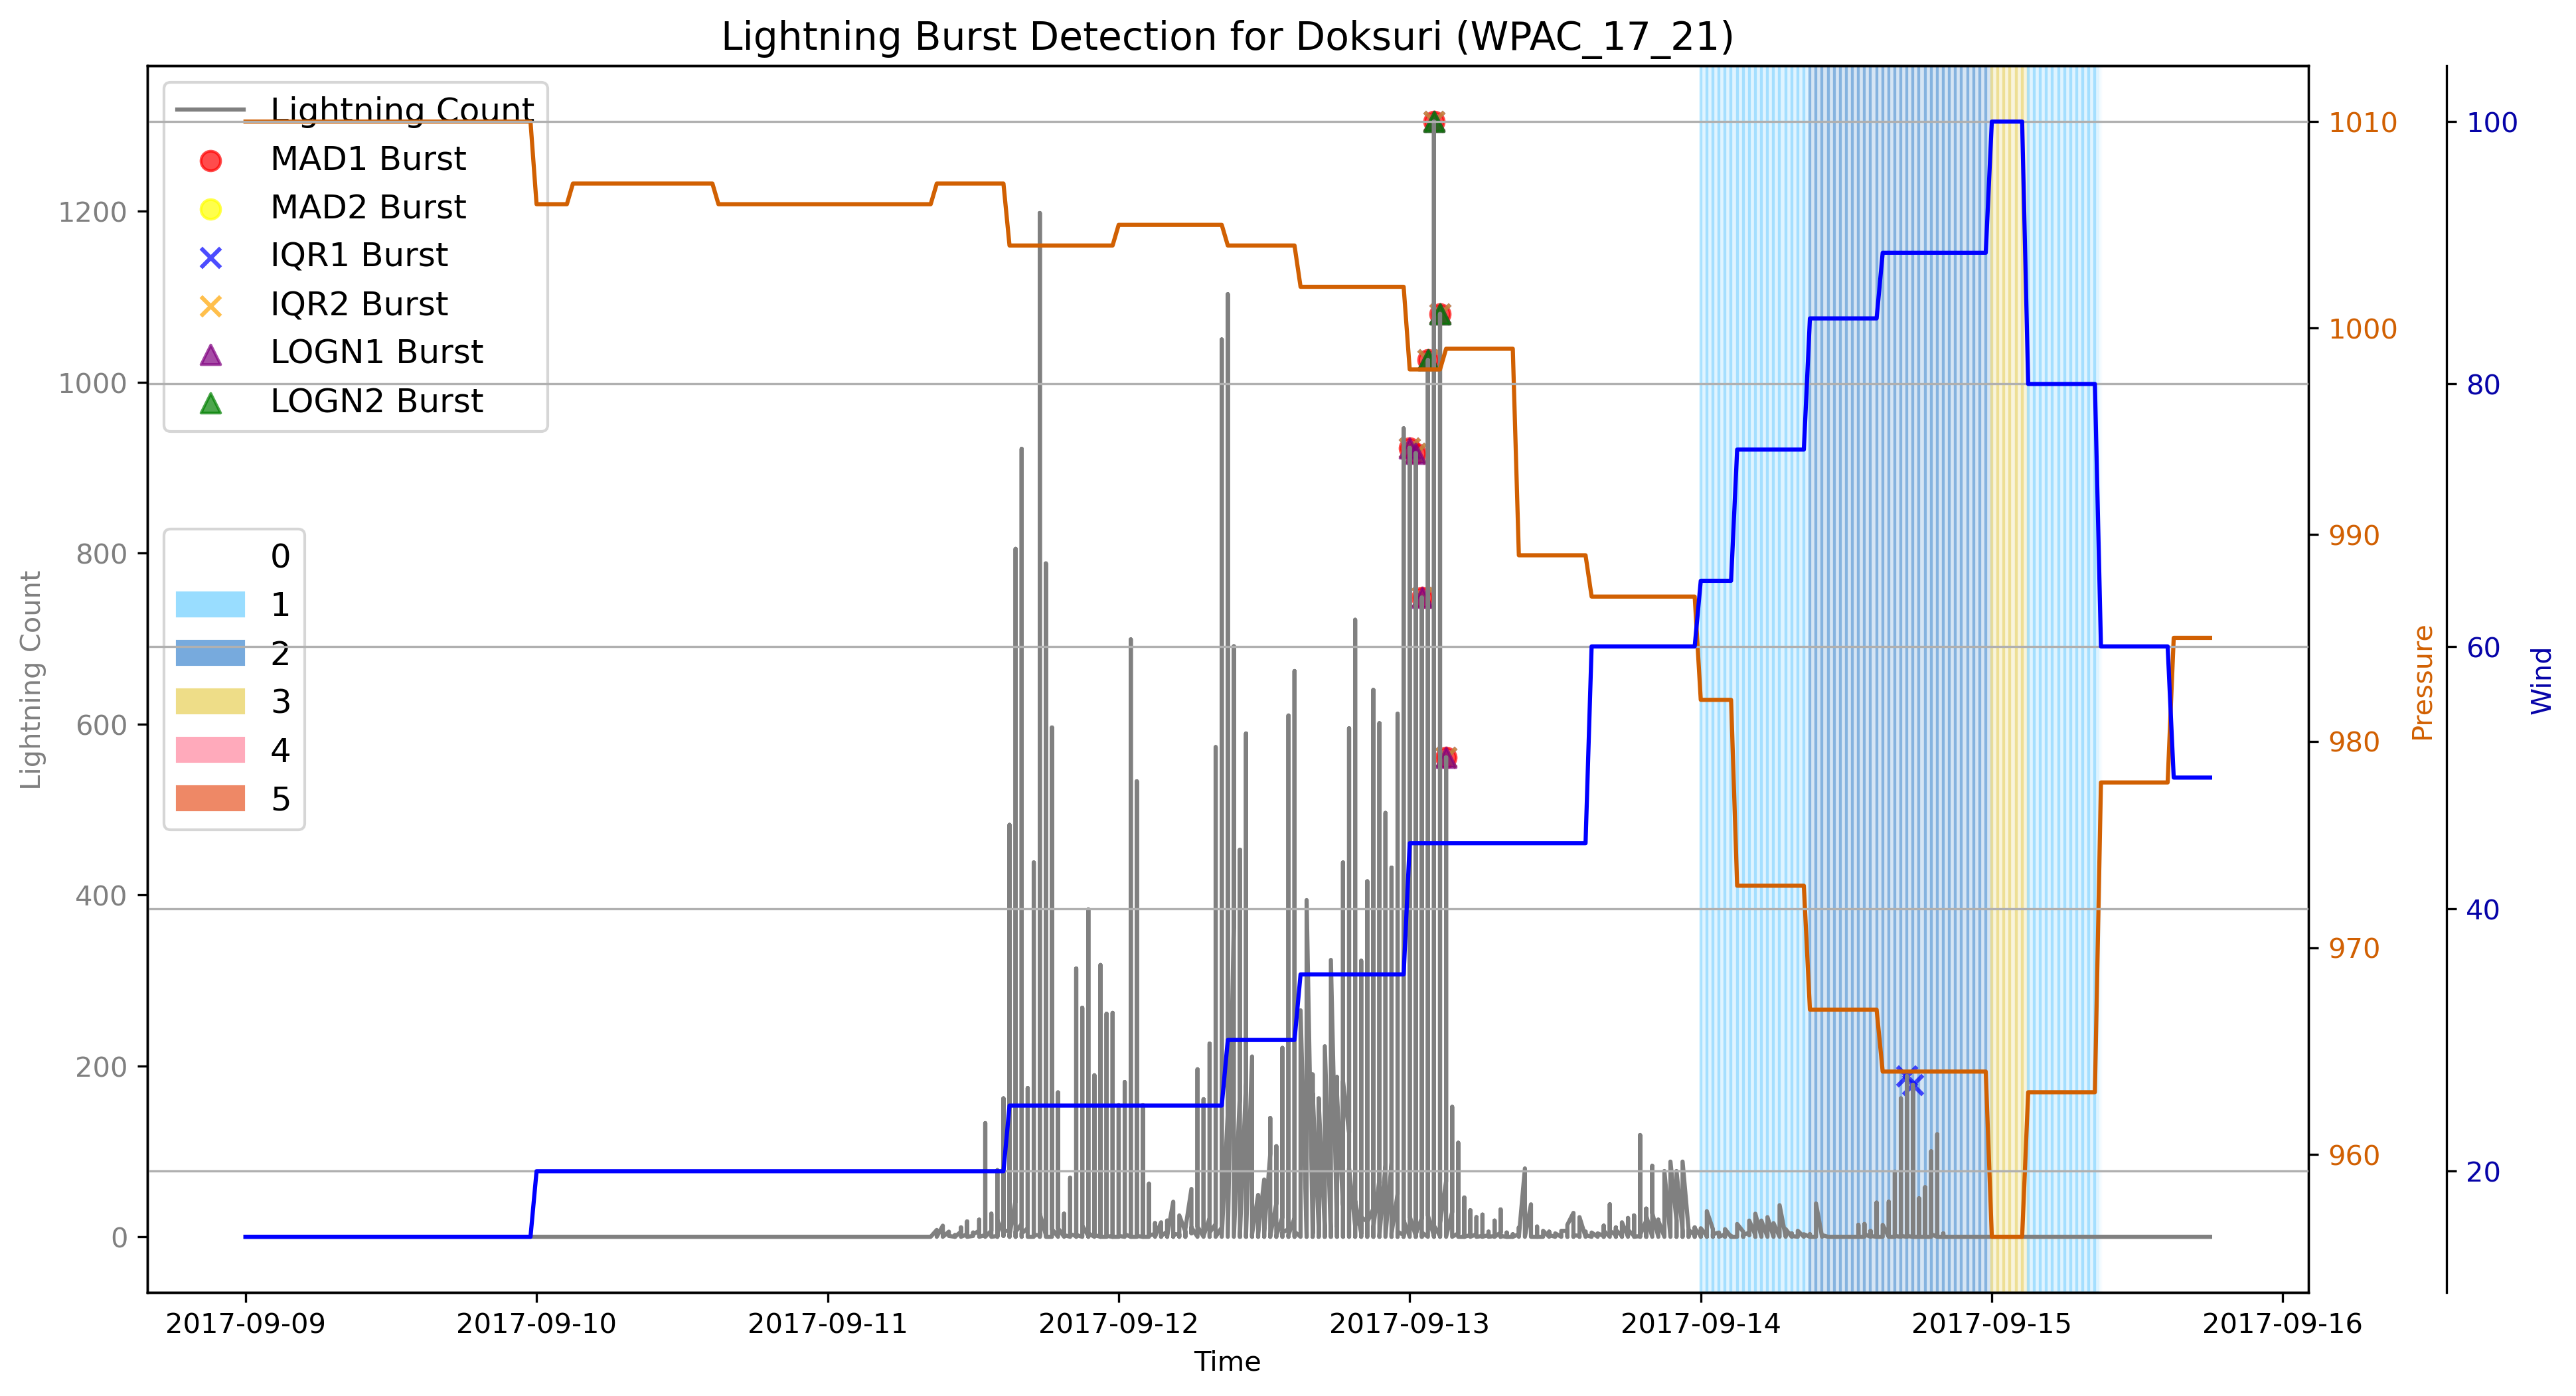 Lightning Burst Detection for Doksuri (WPAC_17_21)
Lightning Count
MAD1 Burst
MAD2 Burst
IQR1 Burst
IQR2 Burst
LOGN1 Burst
LOGN2 Burst
0
1
2
3
4
5
Lightning Count
1200
1000
800
600
400
200
0
1010
1000
990
980
970
960
Pressure
100
80
60
40
20
Wind
2017-09-09
2017-09-10
2017-09-11
2017-09-12
2017-09-13
2017-09-14
2017-09-15
2017-09-16
Time